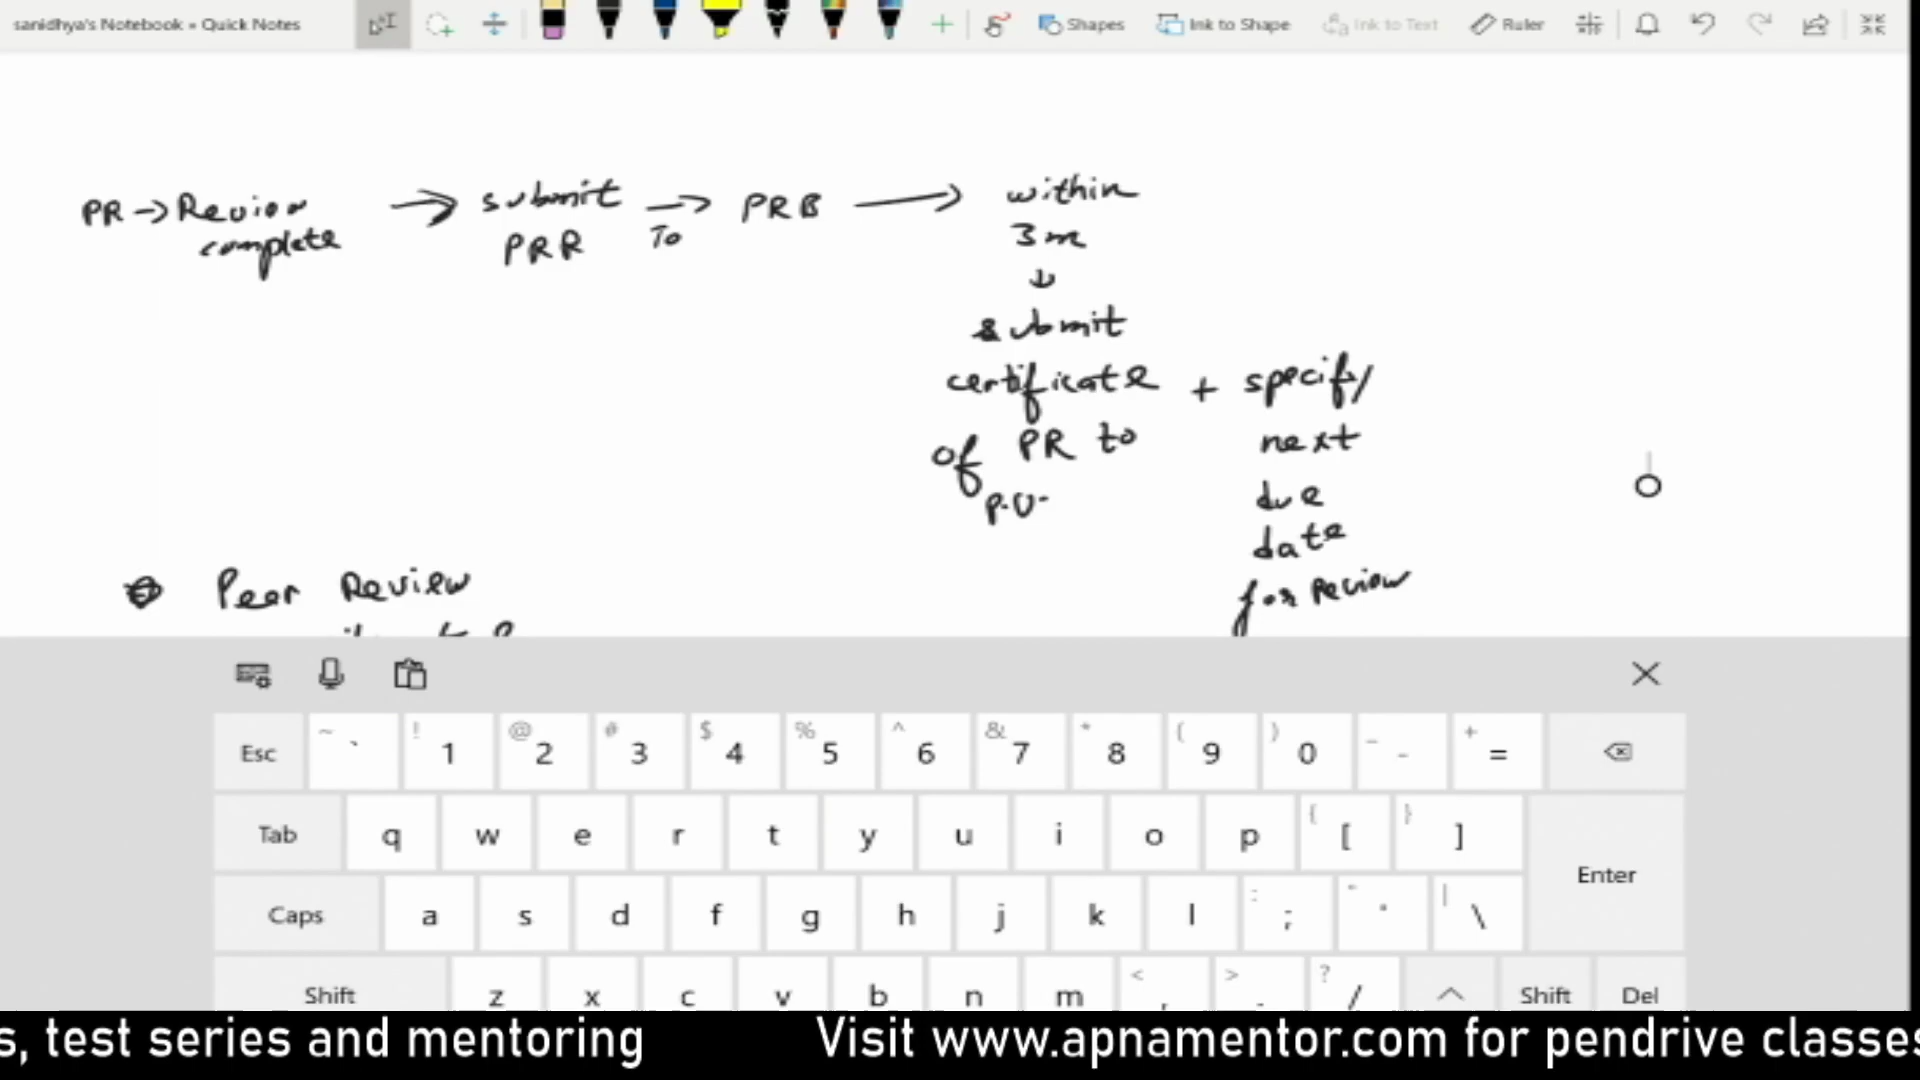 sanidhya's Notebook » Quick Notes
Shapes
Ink to Shape
Ink to Text
Ruler
PR → Review complete → submit PRR → To PRB → within
3m
↓
submit
certificate + specify
of PR to next
P.U. due
date
for review
Peer Review
Esc ~ ` ! 1 @ 2 # 3 $ 4 % 5 ^ 6 & 7 * 8 ( 9 ) 0 _ - + =
Tab q w e r t y u i o p { [ } ]
Enter
Caps a s d f g h j k l : ; " ' | \
Shift z x c v b n m < , > . ? / Shift Del
s, test series and mentoring Visit www.apnamentor.com for pendrive classes